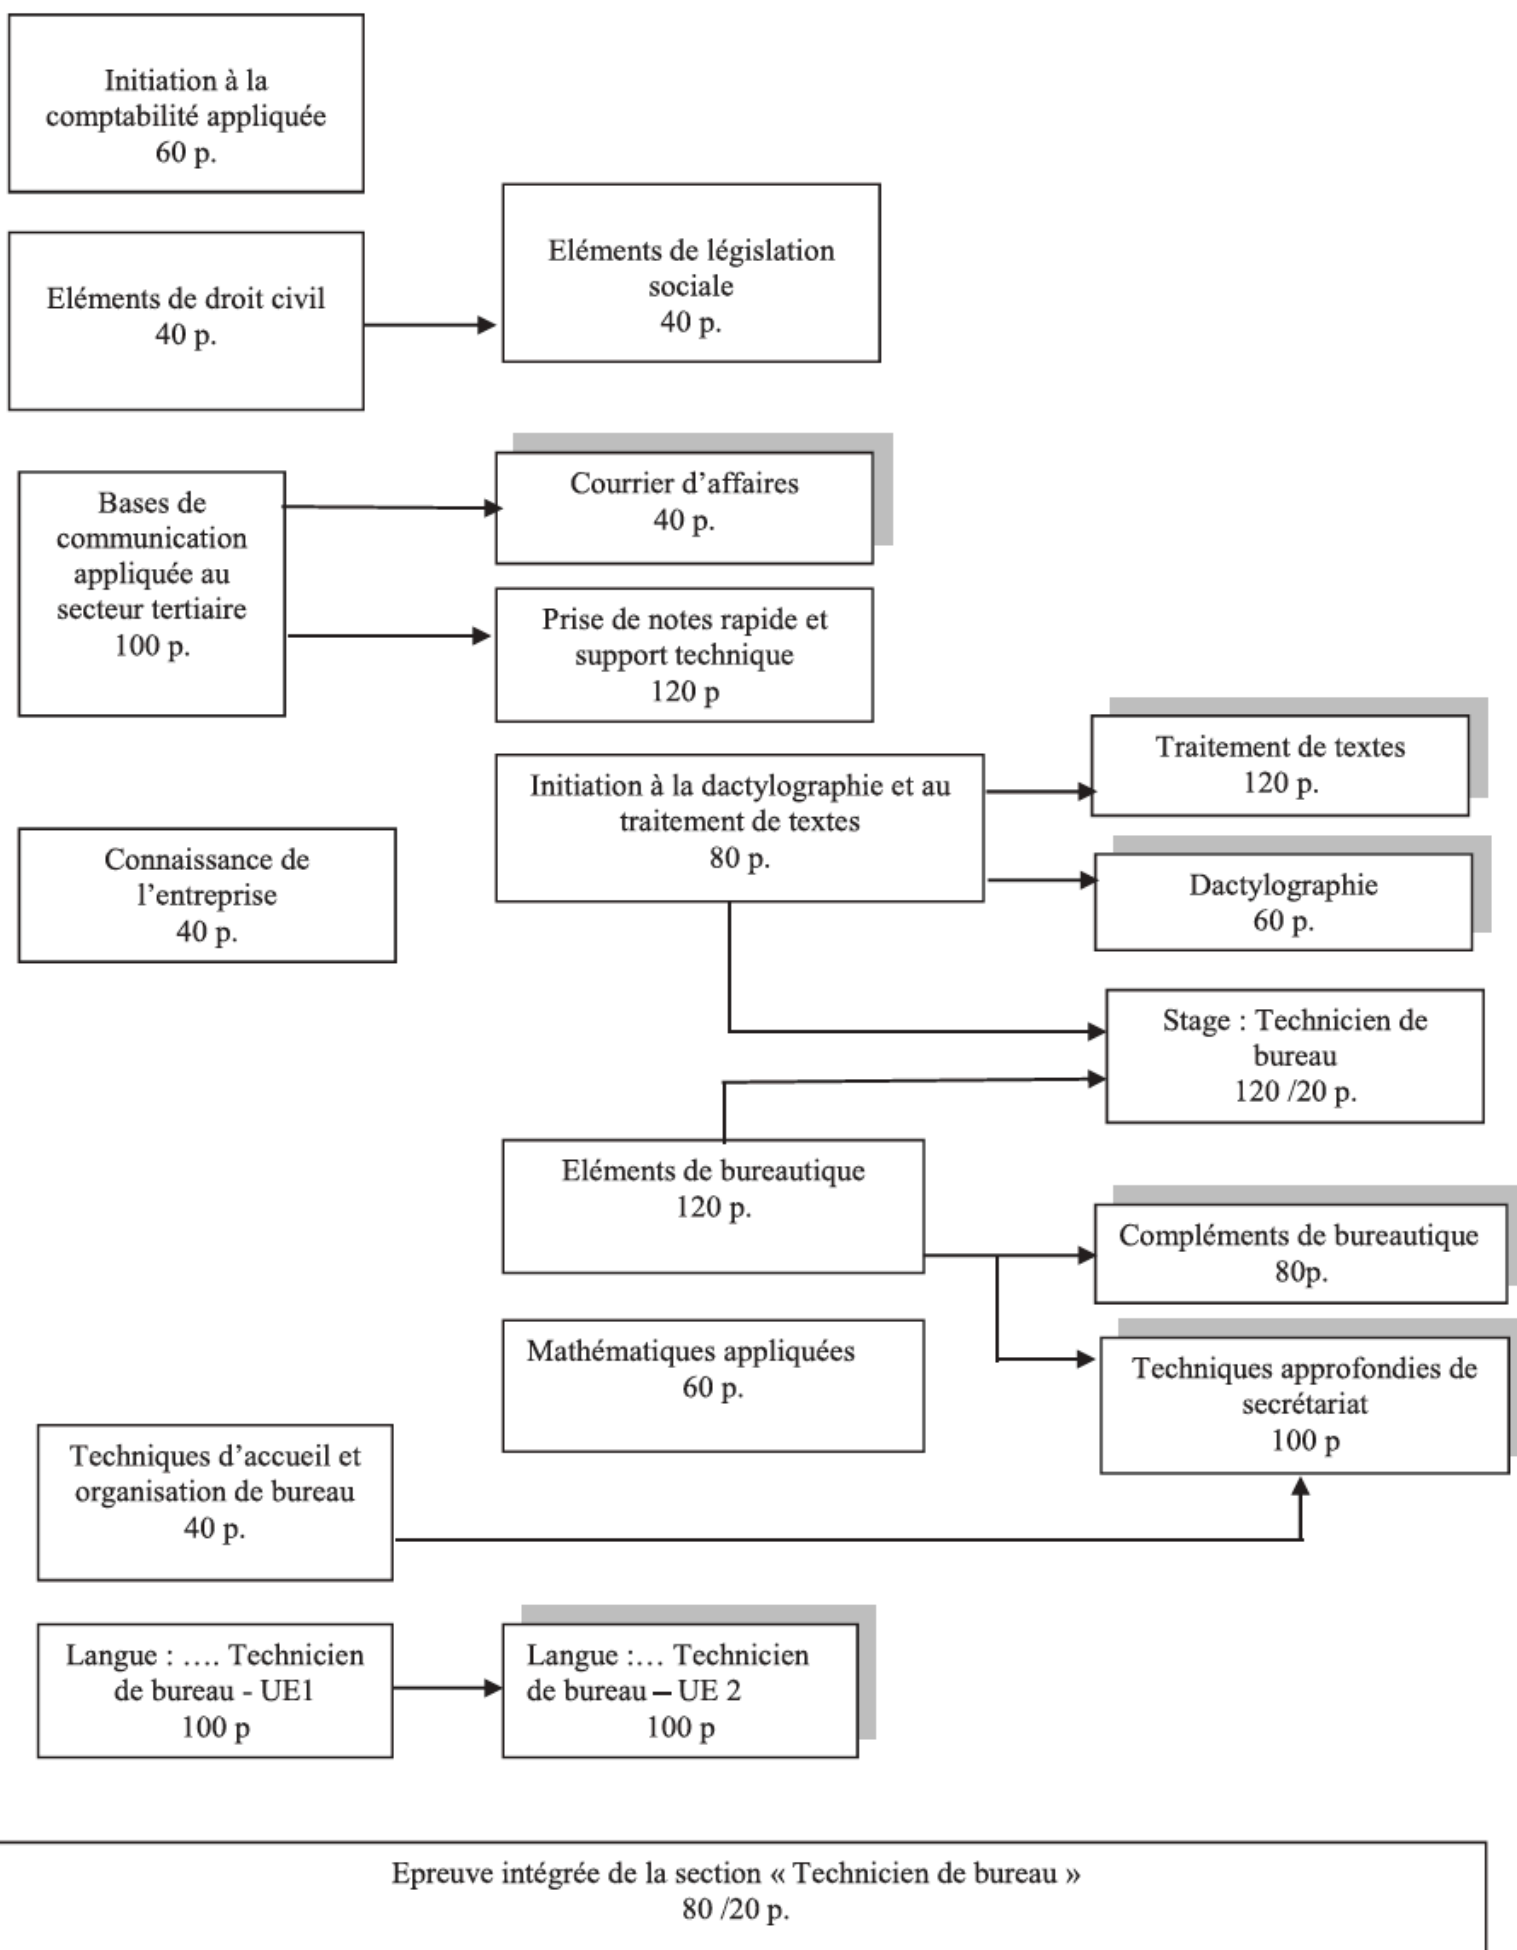 Initiation à la
comptabilité appliquée
60 p.
Eléments de droit civil
40 p.
Eléments de législation
sociale
40 p.
Bases de
communication
appliquée au
secteur tertiaire
100 p.
Courrier d’affaires
40 p.
Prise de notes rapide et
support technique
120 p
Initiation à la dactylographie et au
traitement de textes
80 p.
Traitement de textes
120 p.
Connaissance de
l’entreprise
40 p.
Dactylographie
60 p.
Stage : Technicien de
bureau
120 /20 p.
Eléments de bureautique
120 p.
Compléments de bureautique
80p.
Mathématiques appliquées
60 p.
Techniques approfondies de
secrétariat
100 p
Techniques d’accueil et
organisation de bureau
40 p.
Langue : …. Technicien
de bureau - UE1
100 p
Langue :… Technicien
de bureau – UE 2
100 p
Epreuve intégrée de la section « Technicien de bureau »
80 /20 p.